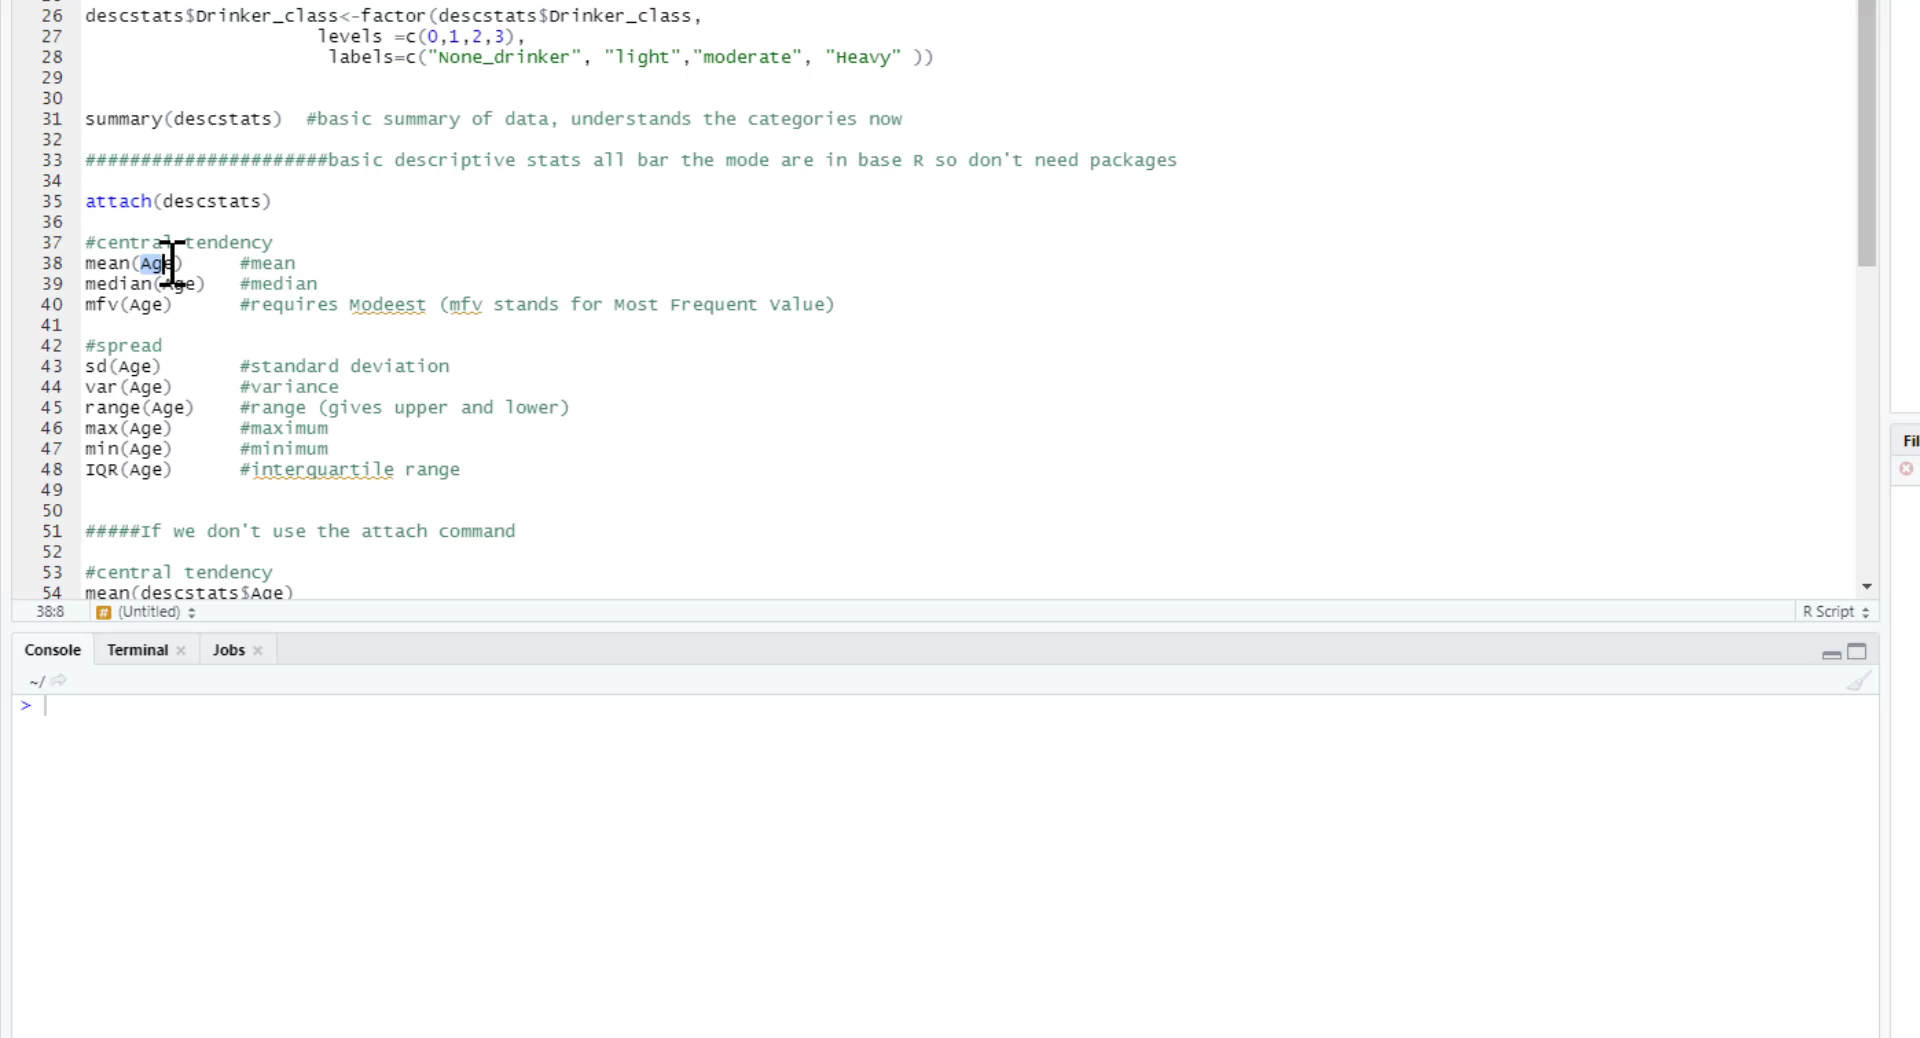 26 descstats$Drinker_class<-factor(descstats$Drinker_class,
27 levels =c(0,1,2,3),
28 labels=c("None_drinker", "light","moderate", "Heavy" ))
29
30
31 summary(descstats) #basic summary of data, understands the categories now
32
33 ######################basic descriptive stats all bar the mode are in base R so don't need packages
34
35 attach(descstats)
36
37 #central tendency
38 mean(Age) #mean
39 median(Age) #median
40 mfv(Age) #requires Modeest (mfv stands for Most Frequent Value)
41
42 #spread
43 sd(Age) #standard deviation
44 var(Age) #variance
45 range(Age) #range (gives upper and lower)
46 max(Age) #maximum
47 min(Age) #minimum
48 IQR(Age) #interquartile range
49
50
51 #####If we don't use the attach command
52
53 #central tendency
54 mean(descstats$Age)
38:8 # (Untitled) R Script
Console Terminal Jobs
~/
>
Fil